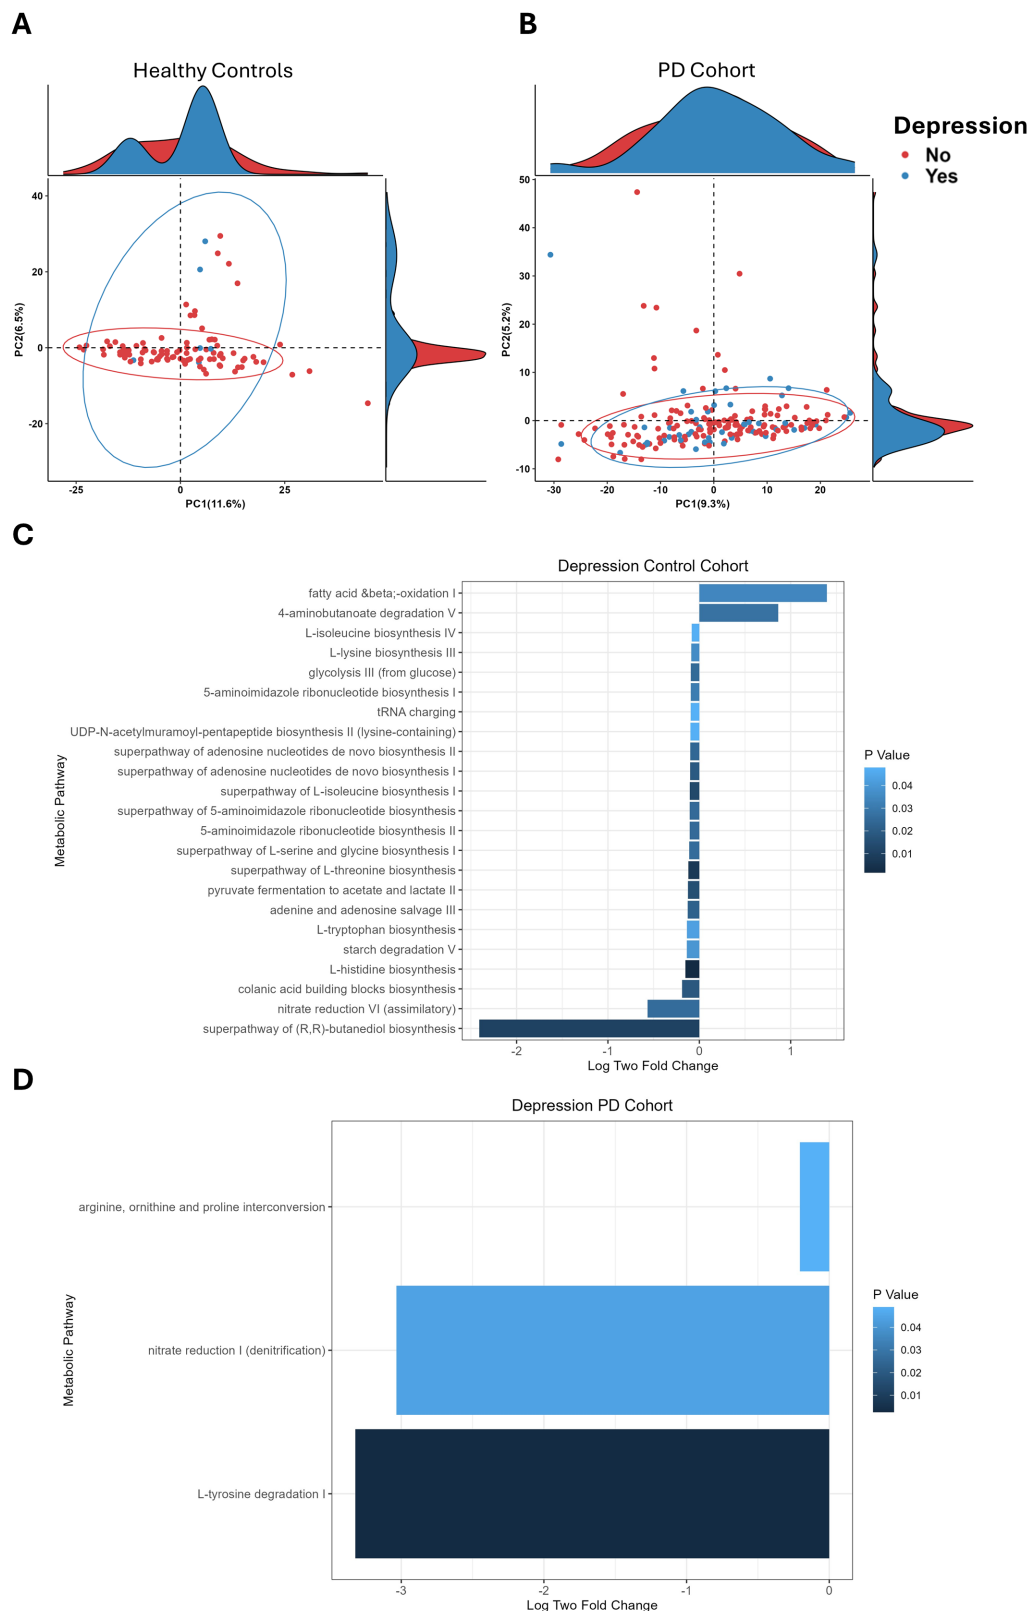 A
B
Healthy Controls
PD Cohort
Depression
No
Yes
40
20
0
-20
-25
0
25
PC2(6.5%)
PC1(11.6%)
50
40
30
20
10
0
-10
-30
-20
-10
0
10
20
PC2(5.2%)
PC1(9.3%)
C
Depression Control Cohort
fatty acid &beta;-oxidation I
4-aminobutanoate degradation V
L-isoleucine biosynthesis IV
L-lysine biosynthesis III
glycolysis III (from glucose)
5-aminoimidazole ribonucleotide biosynthesis I
tRNA charging
UDP-N-acetylmuramoyl-pentapeptide biosynthesis II (lysine-containing)
superpathway of adenosine nucleotides de novo biosynthesis II
superpathway of adenosine nucleotides de novo biosynthesis I
superpathway of L-isoleucine biosynthesis I
superpathway of 5-aminoimidazole ribonucleotide biosynthesis
5-aminoimidazole ribonucleotide biosynthesis II
superpathway of L-serine and glycine biosynthesis I
superpathway of L-threonine biosynthesis
pyruvate fermentation to acetate and lactate II
adenine and adenosine salvage III
L-tryptophan biosynthesis
starch degradation V
L-histidine biosynthesis
colanic acid building blocks biosynthesis
nitrate reduction VI (assimilatory)
superpathway of (R,R)-butanediol biosynthesis
Metabolic Pathway
-2
-1
0
1
Log Two Fold Change
P Value
0.04
0.03
0.02
0.01
D
Depression PD Cohort
arginine, ornithine and proline interconversion
nitrate reduction I (denitrification)
L-tyrosine degradation I
Metabolic Pathway
-3
-2
-1
0
Log Two Fold Change
P Value
0.04
0.03
0.02
0.01